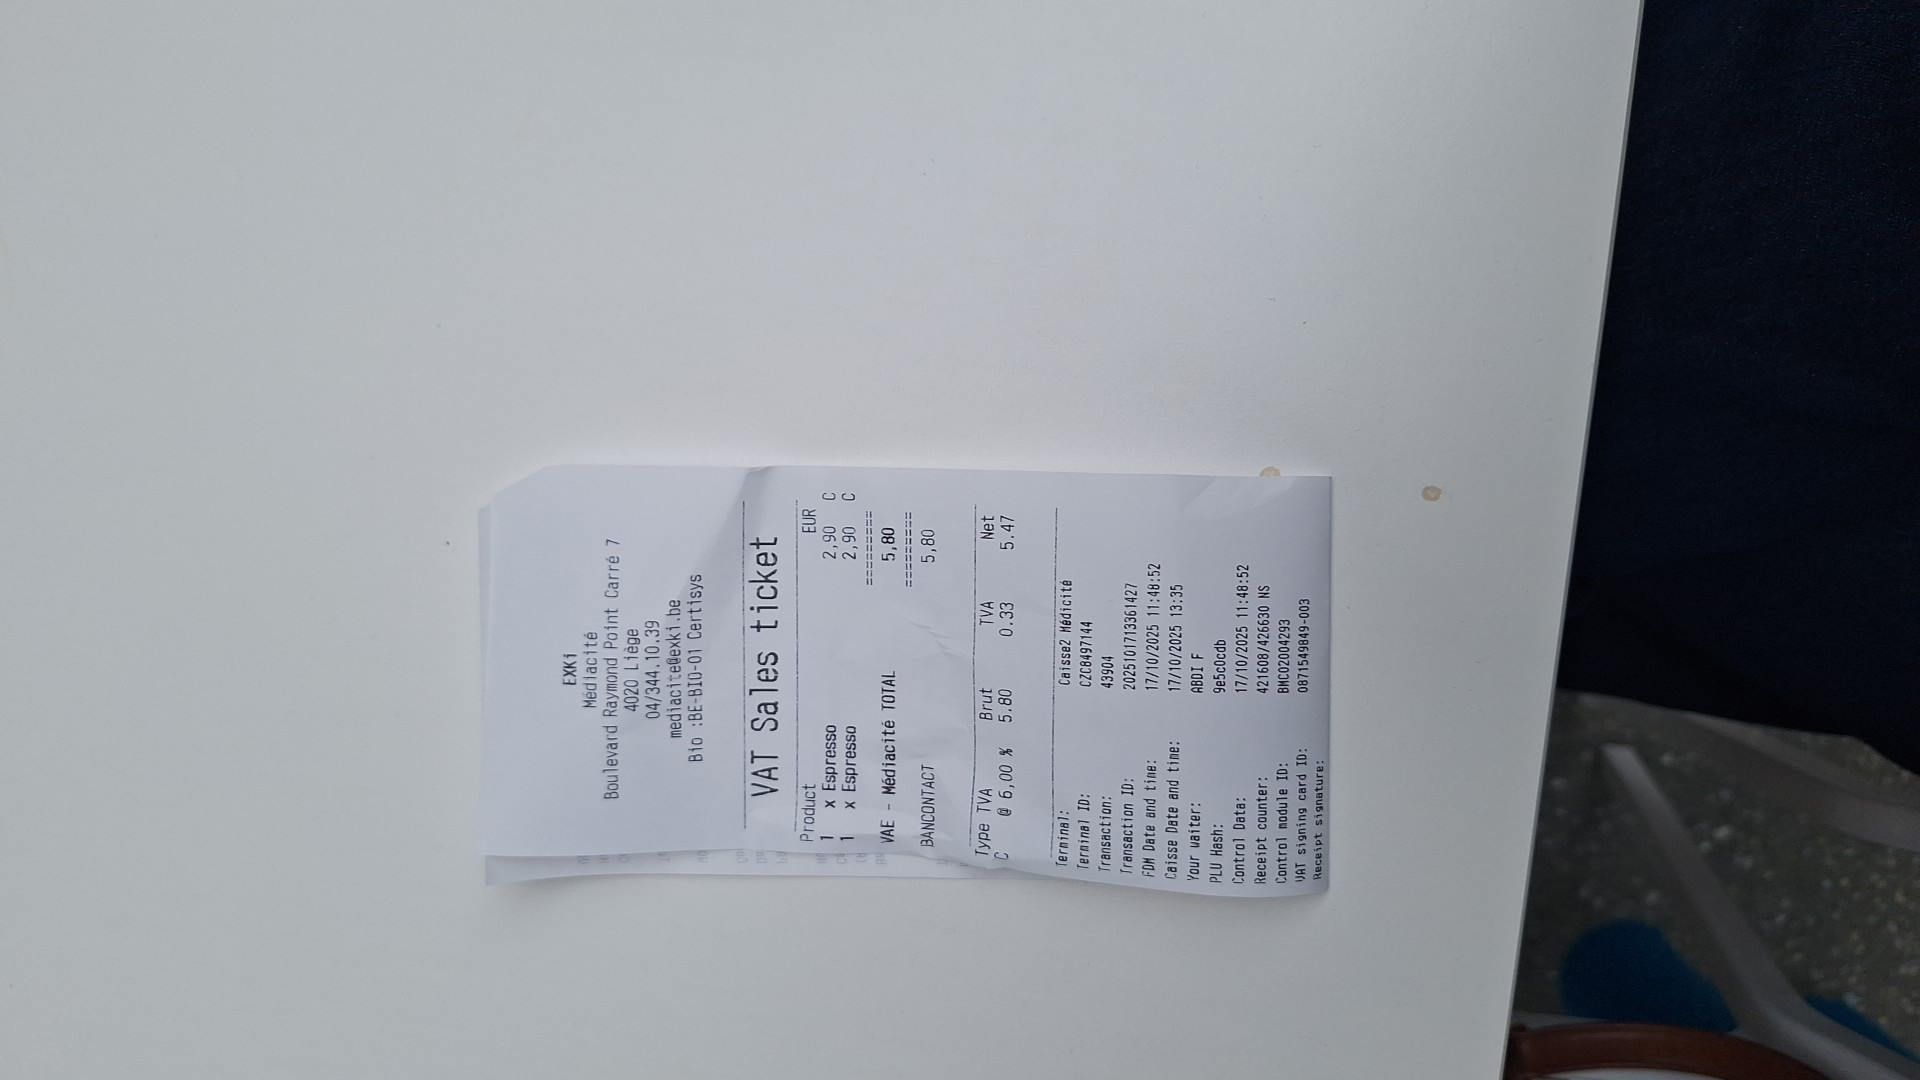 EXKi
Médiacité
Boulevard Raymond Point Carré 7
4020 Liège
04/344.10.39
mediacite@exki.be
Bio :BE-BIO-01 Certisys
VAT Sales ticket
Product EUR
1 x Espresso 2,90 C
1 x Espresso 2,90 C
=========
VAE - Médiacité TOTAL 5,80
=========
BANCONTACT 5,80
Type TVA Brut TVA Net
C @ 6,00 % 5.80 0.33 5.47
Terminal: Caisse2 Médicité
Terminal ID: CZC8497144
Transaction: 43904
Transaction ID: 2025101713361427
FDM Date and time: 17/10/2025 11:48:52
Caisse Date and time: 17/10/2025 13:35
Your waiter: ABDI F
PLU Hash: 9e5c0cdb
Control Data: 17/10/2025 11:48:52
Receipt counter: 421608/426630 NS
Control module ID: BMC02004293
VAT signing card ID: 0871549849-003
Receipt signature: